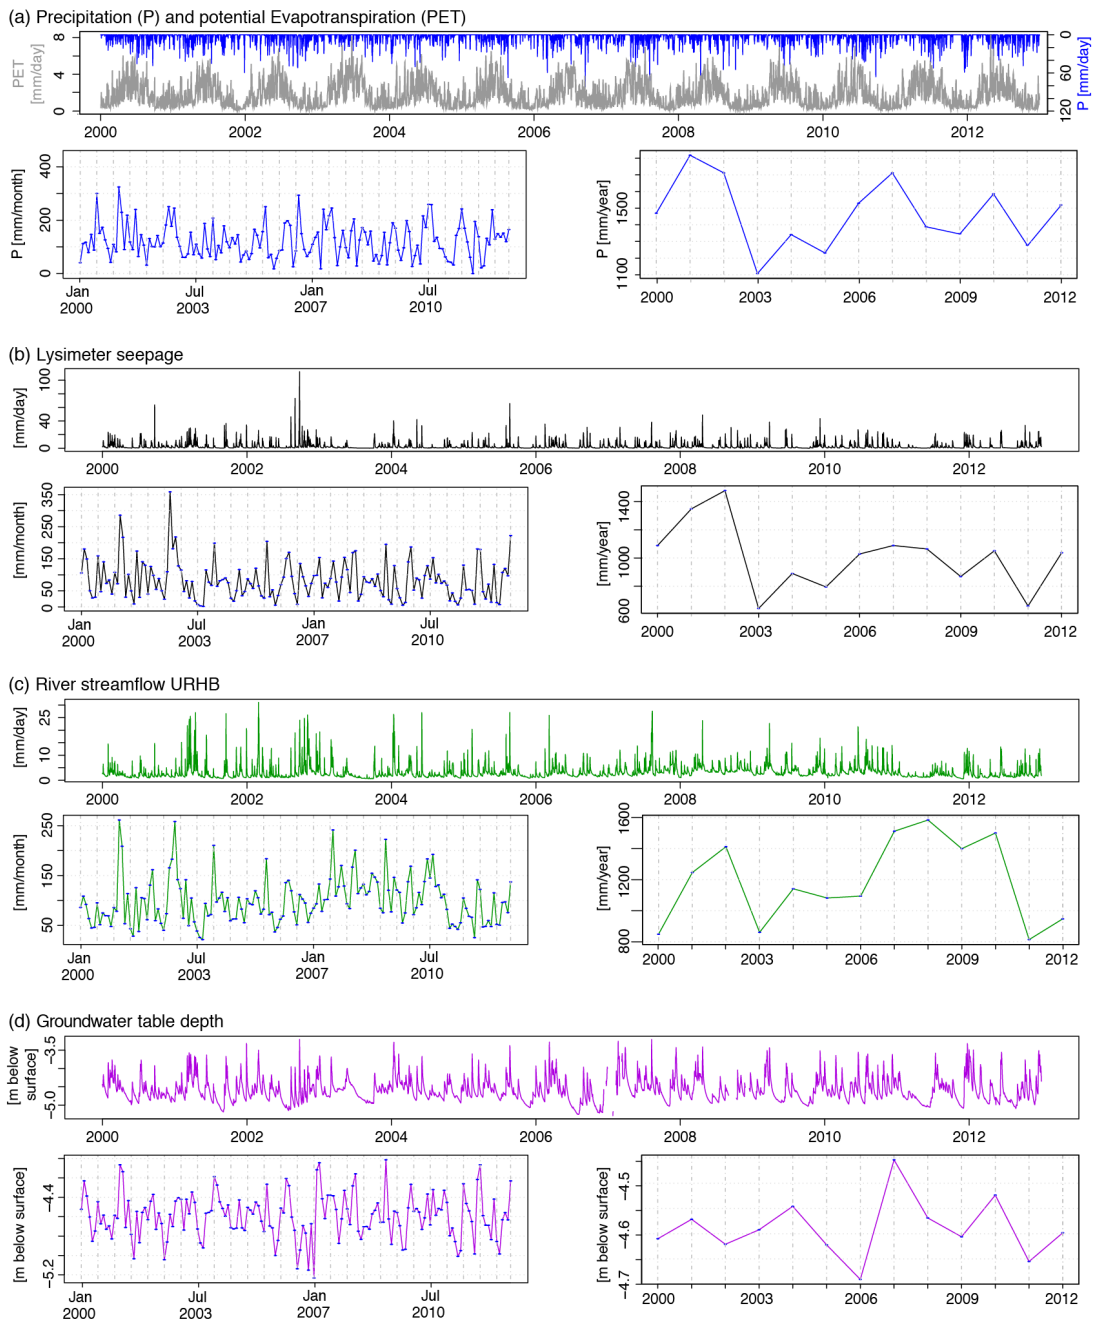 (a) Precipitation (P) and potential Evapotranspiration (PET)
PET
[mm/day]
0 4 8
P [mm/day]
0 60 120
2000 2002 2004 2006 2008 2010 2012
P [mm/month]
0 200 400
Jan 2000 Jul 2003 Jan 2007 Jul 2010
P [mm/year]
1100 1500
2000 2003 2006 2009 2012
(b) Lysimeter seepage
[mm/day]
0 40 100
2000 2002 2004 2006 2008 2010 2012
[mm/month]
0 50 150 250 350
Jan 2000 Jul 2003 Jan 2007 Jul 2010
[mm/year]
600 1000 1400
2000 2003 2006 2009 2012
(c) River streamflow URHB
[mm/day]
0 10 25
2000 2002 2004 2006 2008 2010 2012
[mm/month]
50 150 250
Jan 2000 Jul 2003 Jan 2007 Jul 2010
[mm/year]
800 1200 1600
2000 2003 2006 2009 2012
(d) Groundwater table depth
[m below
surface]
−5.0 −3.5
2000 2002 2004 2006 2008 2010 2012
[m below surface]
−5.2 −4.4
Jan 2000 Jul 2003 Jan 2007 Jul 2010
[m below surface]
−4.7 −4.6 −4.5
2000 2003 2006 2009 2012